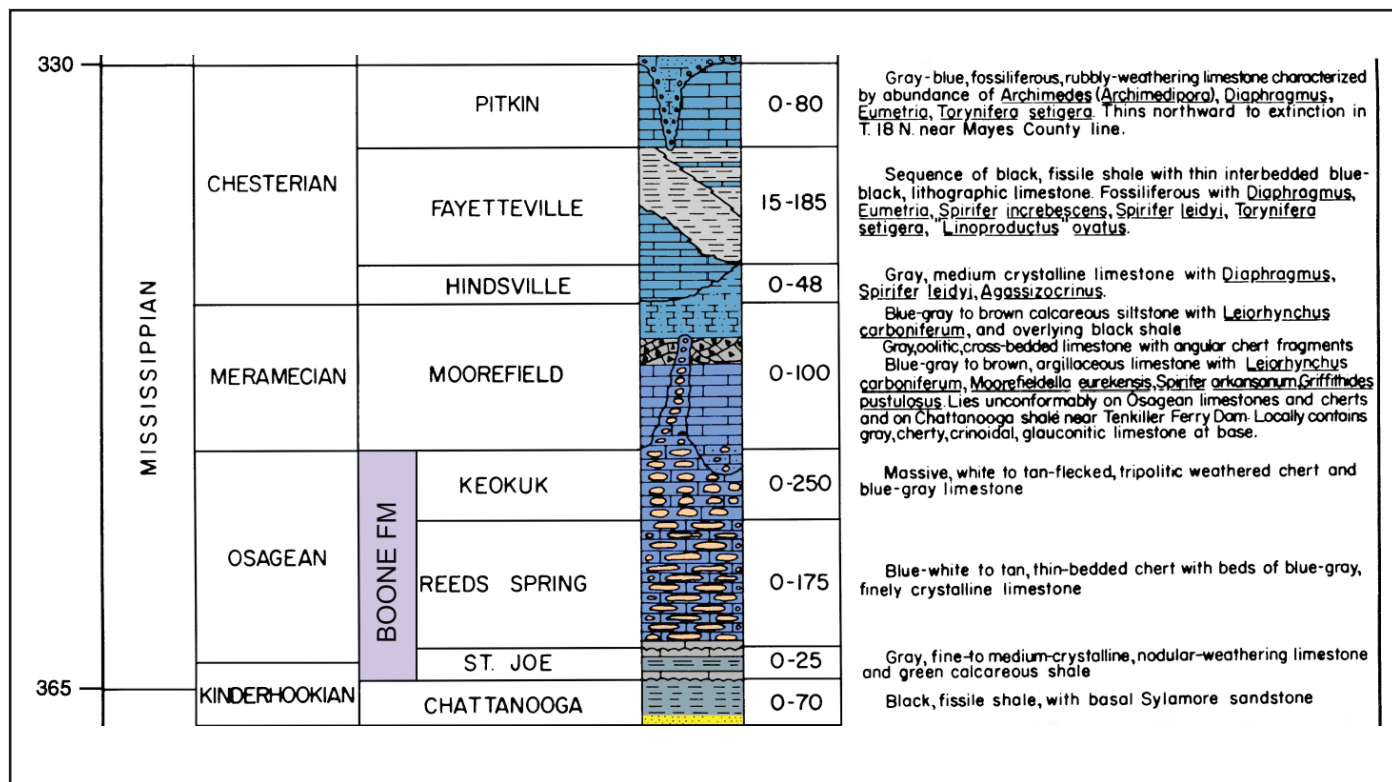 330
MISSISSIPPIAN
365
CHESTERIAN
MERAMECIAN
OSAGEAN
KINDERHOOKIAN
BOONE FM
PITKIN
0-80
Gray-blue, fossiliferous, rubbly-weathering limestone characterized
by abundance of Archimedes (Archimedipora), Diaphragmus,
Eumetria, Torynifera setigera. Thins northward to extinction in
T. 18 N. near Mayes County line.
FAYETTEVILLE
15-185
Sequence of black, fissile shale with thin interbedded blue-
black, lithographic limestone. Fossiliferous with Diaphragmus,
Eumetria, Spirifer increbescens, Spirifer leidyi, Torynifera
setigera, "Linoproductus" ovatus.
HINDSVILLE
0-48
Gray, medium crystalline limestone with Diaphragmus,
Spirifer leidyi, Agassizocrinus.
MOOREFIELD
0-100
Blue-gray to brown calcareous siltstone with Leiorhynchus
carboniferum, and overlying black shale
Gray, oolitic, cross-bedded limestone with angular chert fragments
Blue-gray to brown, argillaceous limestone with Leiorhynchus
carboniferum, Moorefieldella eurekensis, Spirifer arkansanum, Griffithides
pustulosus. Lies unconformably on Osagean limestones and cherts
and on Chattanooga shale near Tenkiller Ferry Dam. Locally contains
gray, cherty, crinoidal, glauconitic limestone at base.
KEOKUK
0-250
Massive, white to tan-flecked, tripolitic weathered chert and
blue-gray limestone
REEDS SPRING
0-175
Blue-white to tan, thin-bedded chert with beds of blue-gray,
finely crystalline limestone
ST. JOE
0-25
Gray, fine-to medium-crystalline, nodular-weathering limestone
and green calcareous shale
CHATTANOOGA
0-70
Black, fissile shale, with basal Sylamore sandstone